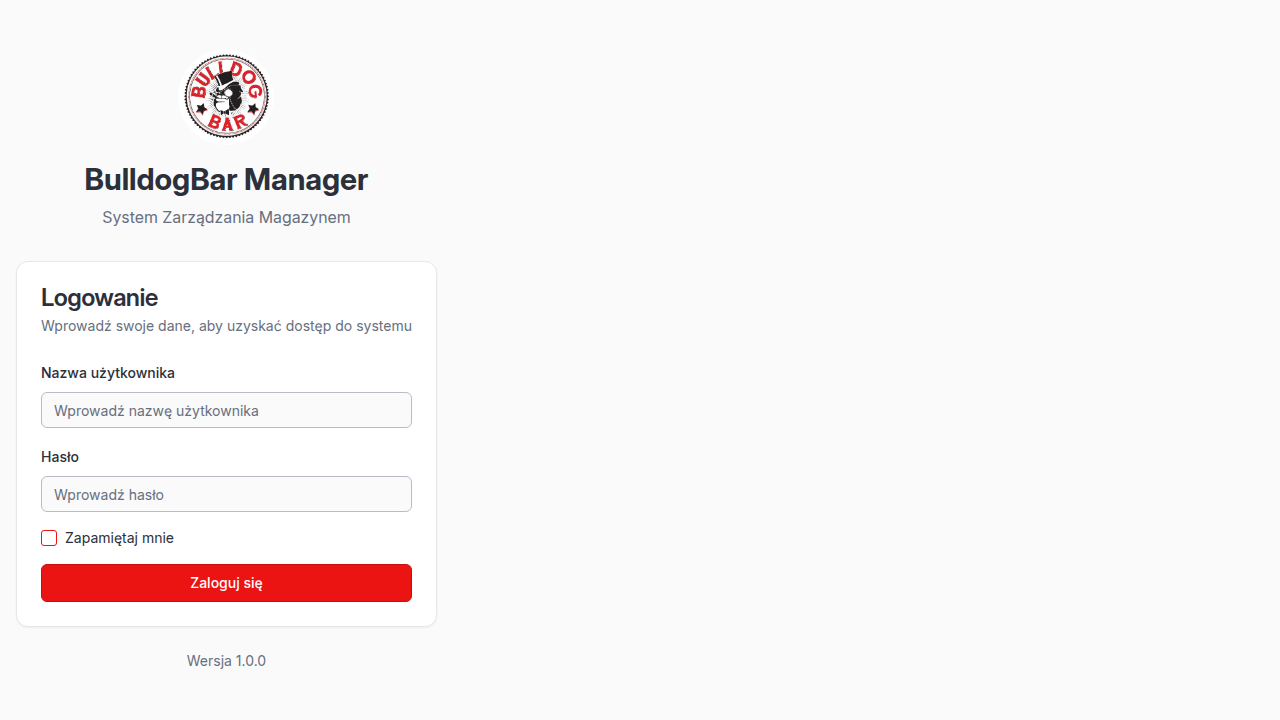 BULLDOG
BAR
BulldogBar Manager
System Zarządzania Magazynem
Logowanie
Wprowadź swoje dane, aby uzyskać dostęp do systemu
Nazwa użytkownika
Wprowadź nazwę użytkownika
Hasło
Wprowadź hasło
Zapamiętaj mnie
Zaloguj się
Wersja 1.0.0